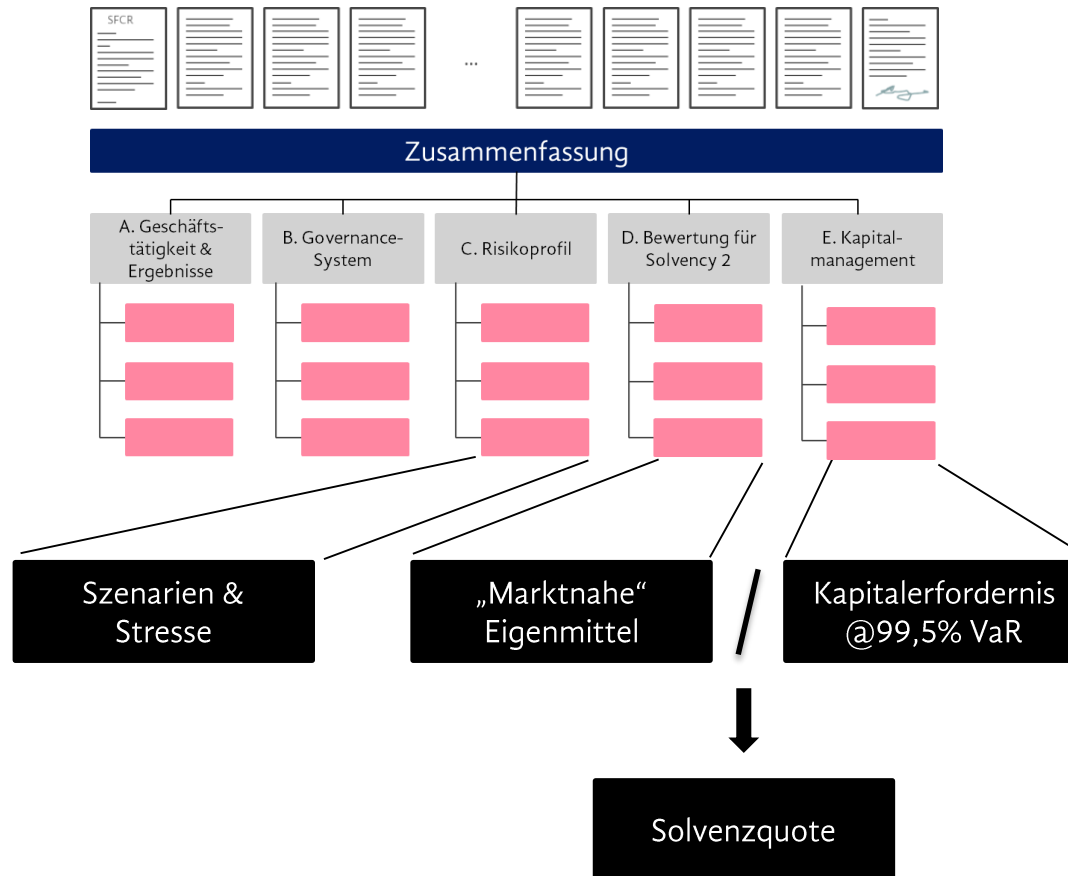 SFCR
...
Zusammenfassung
A. Geschäfts-
tätigkeit &
Ergebnisse
B. Governance-
System
C. Risikoprofil
D. Bewertung für
Solvency 2
E. Kapital-
management
Szenarien &
Stresse
„Marktnahe“
Eigenmittel
/
Kapitalerfordernis
@99,5% VaR
Solvenzquote